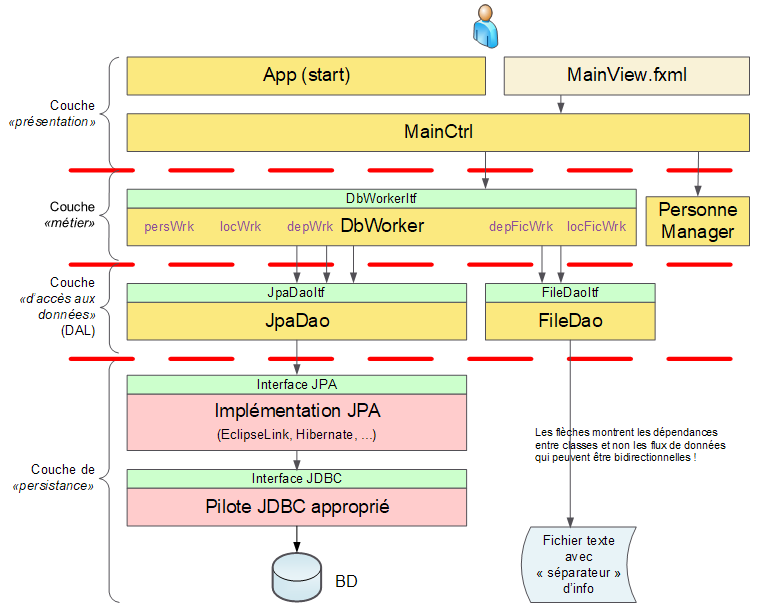 App (start)
MainView.fxml
Couche
«présentation»
MainCtrl
DbWorkerItf
Couche
«métier»
persWrk locWrk depWrk DbWorker depFicWrk locFicWrk
Personne
Manager
Couche
«d'accès aux
données»
(DAL)
JpaDaoItf
JpaDao
FileDaoItf
FileDao
Interface JPA
Implémentation JPA
(EclipseLink, Hibernate, ...)
Les flèches montrent les dépendances
entre classes et non les flux de données
qui peuvent être bidirectionnelles !
Couche de
«persistance»
Interface JDBC
Pilote JDBC approprié
BD
Fichier texte
avec
« séparateur »
d'info